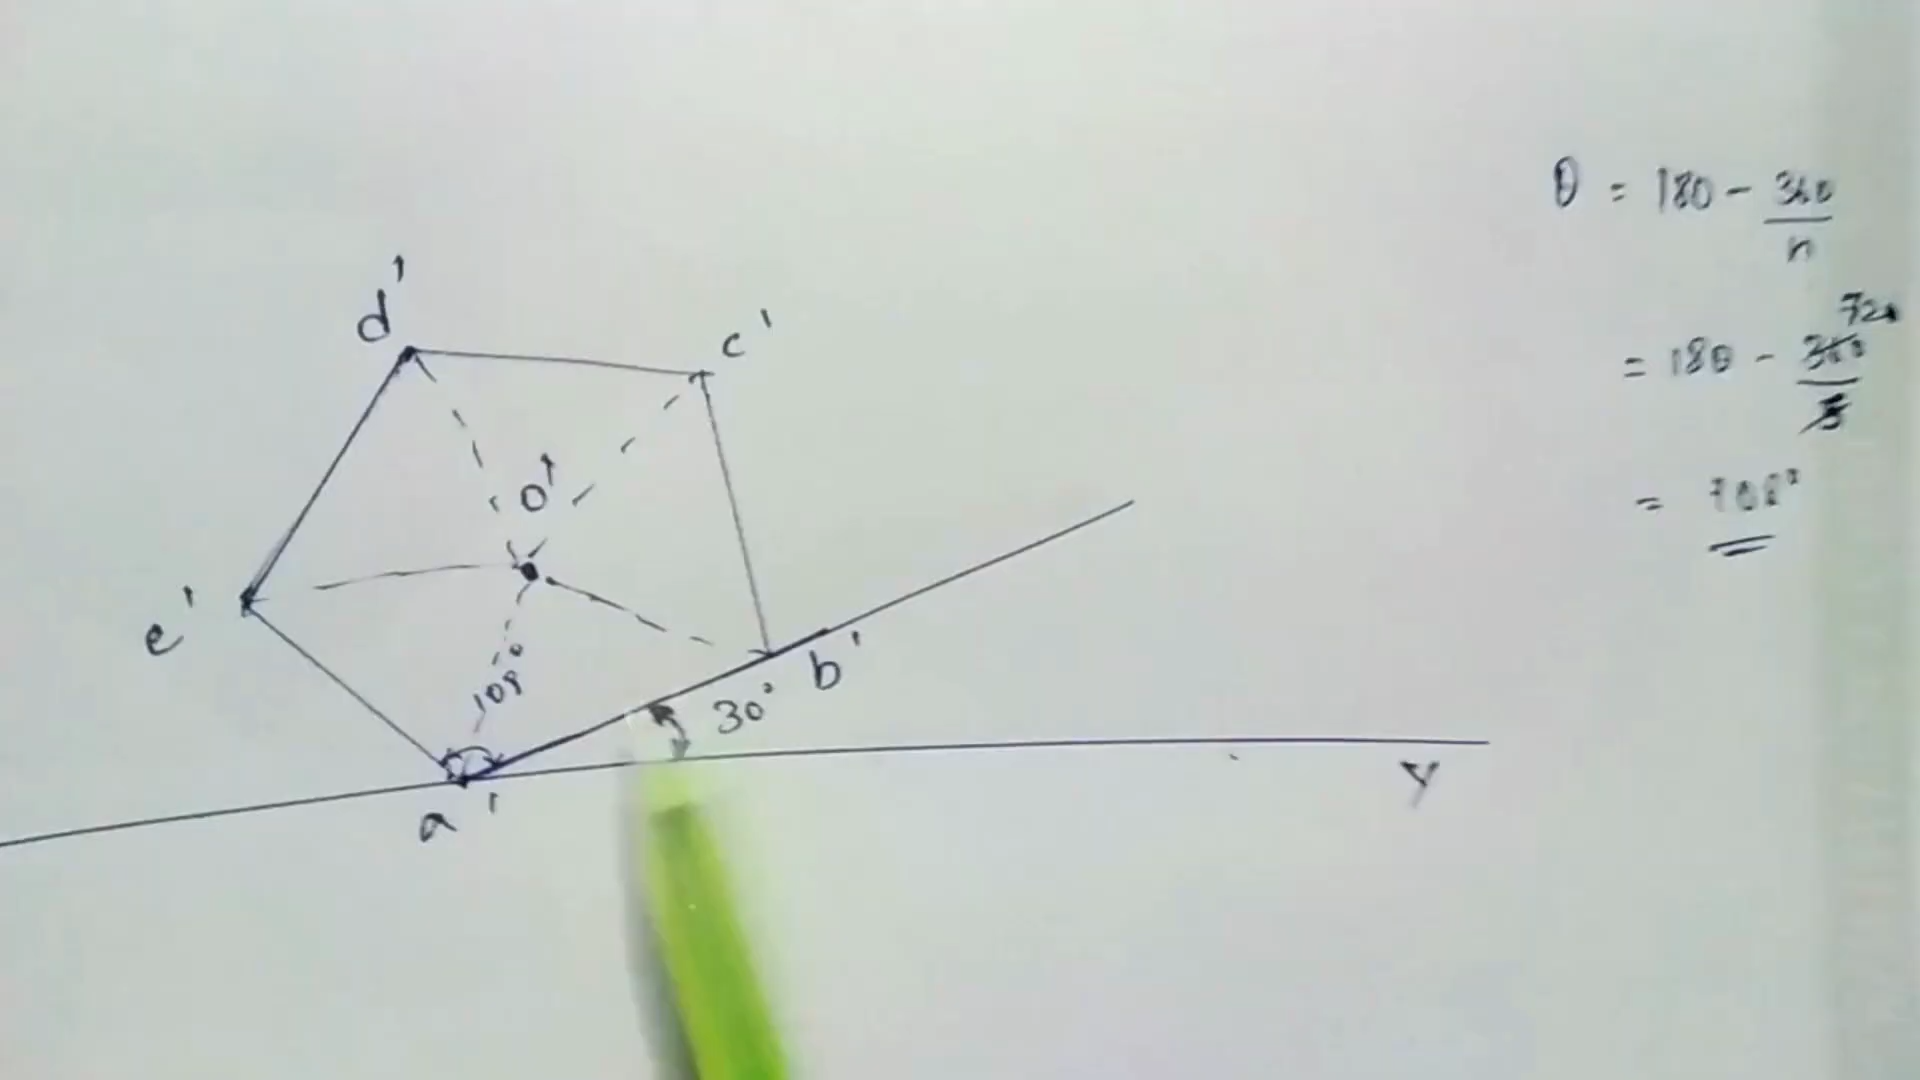 θ = 180 - 360/n
= 180 - 360/5 72
= 108°
d'
c'
o'
e'
108°
b'
30°
a'
Y